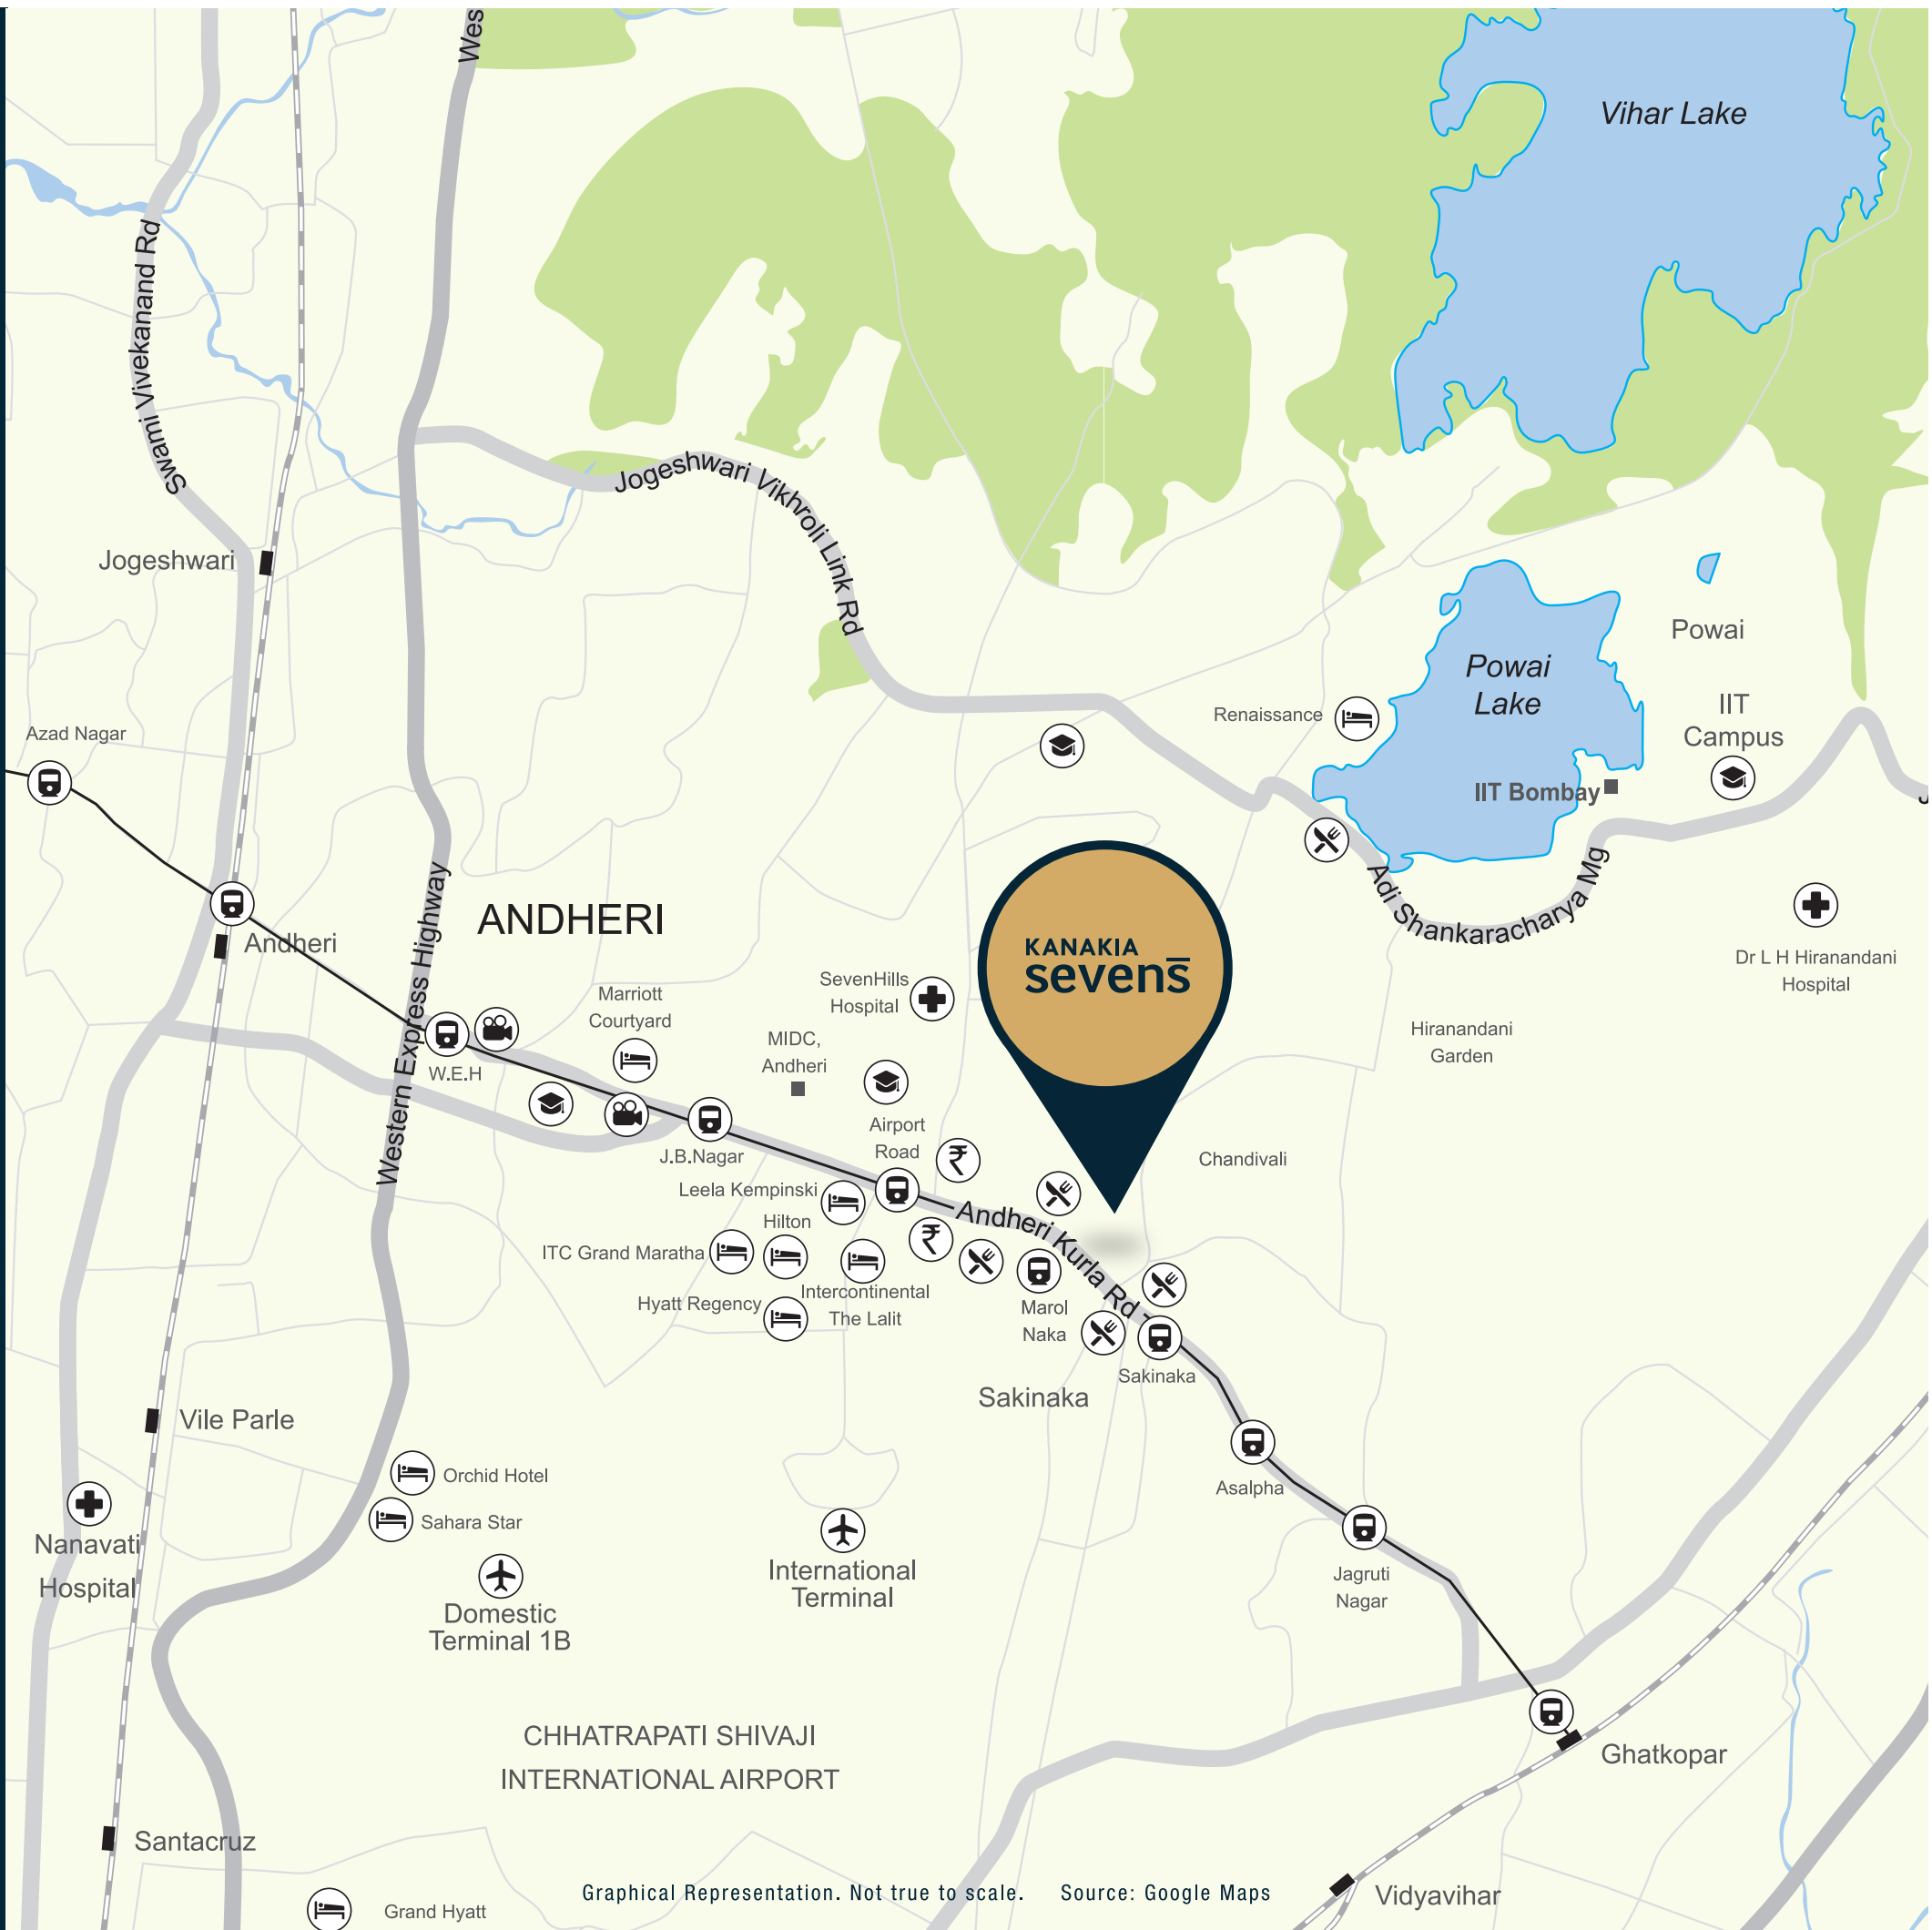 Wes
Vihar Lake
Swami Vivekanand Rd
Jogeshwari Vikhroli Link Rd
Jogeshwari
Powai
Powai
Lake
IIT
Campus
Renaissance
Azad Nagar
IIT Bombay
Adi Shankaracharya Mg
ANDHERI
Andheri
Western Express Highway
KANAKIA
sevens
Dr L H Hiranandani
Hospital
SevenHills
Hospital
Marriott
Courtyard
Hiranandani
Garden
MIDC,
Andheri
W.E.H
Airport
Road
J.B.Nagar
Chandivali
Leela Kempinski
Andheri Kurla Rd
Hilton
ITC Grand Maratha
Intercontinental
The Lalit
Hyatt Regency
Marol
Naka
Sakinaka
Sakinaka
Vile Parle
Orchid Hotel
Asalpha
Sahara Star
Nanavati
Hospital
International
Terminal
Jagruti
Nagar
Domestic
Terminal 1B
CHHATRAPATI SHIVAJI
INTERNATIONAL AIRPORT
Ghatkopar
Santacruz
Graphical Representation. Not true to scale. Source: Google Maps
Vidyavihar
Grand Hyatt